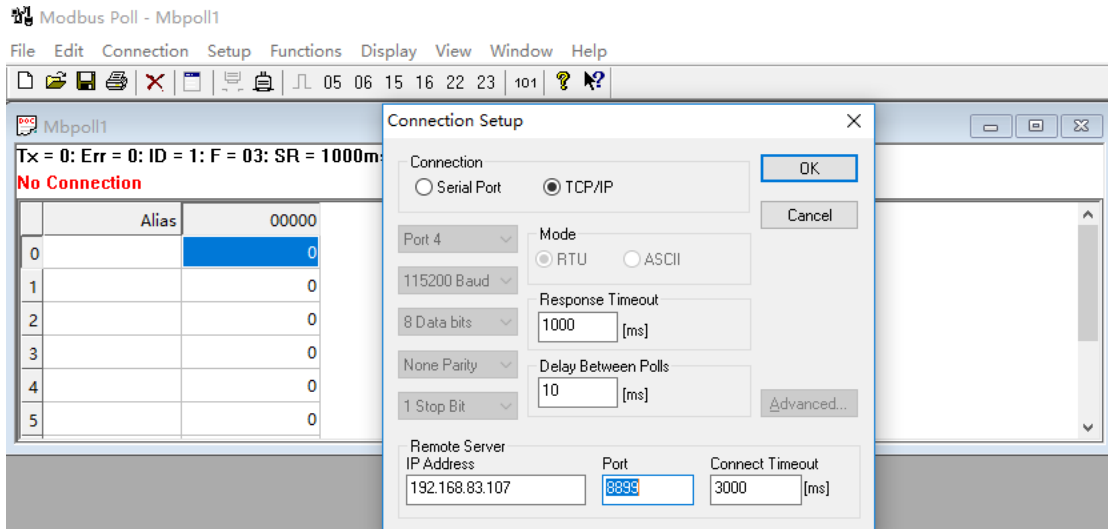 Modbus Poll - Mbpoll1
File Edit Connection Setup Functions Display View Window Help
05 06 15 16 22 23 101
Mbpoll1
Tx = 0: Err = 0: ID = 1: F = 03: SR = 1000m
No Connection
Alias 00000
0 0
1 0
2 0
3 0
4 0
5 0
Connection Setup
Connection
Serial Port TCP/IP
OK
Cancel
Port 4
115200 Baud
8 Data bits
None Parity
1 Stop Bit
Mode
RTU ASCII
Response Timeout
1000 [ms]
Delay Between Polls
10 [ms]
Advanced...
Remote Server
IP Address Port Connect Timeout
192.168.83.107 8899 3000 [ms]